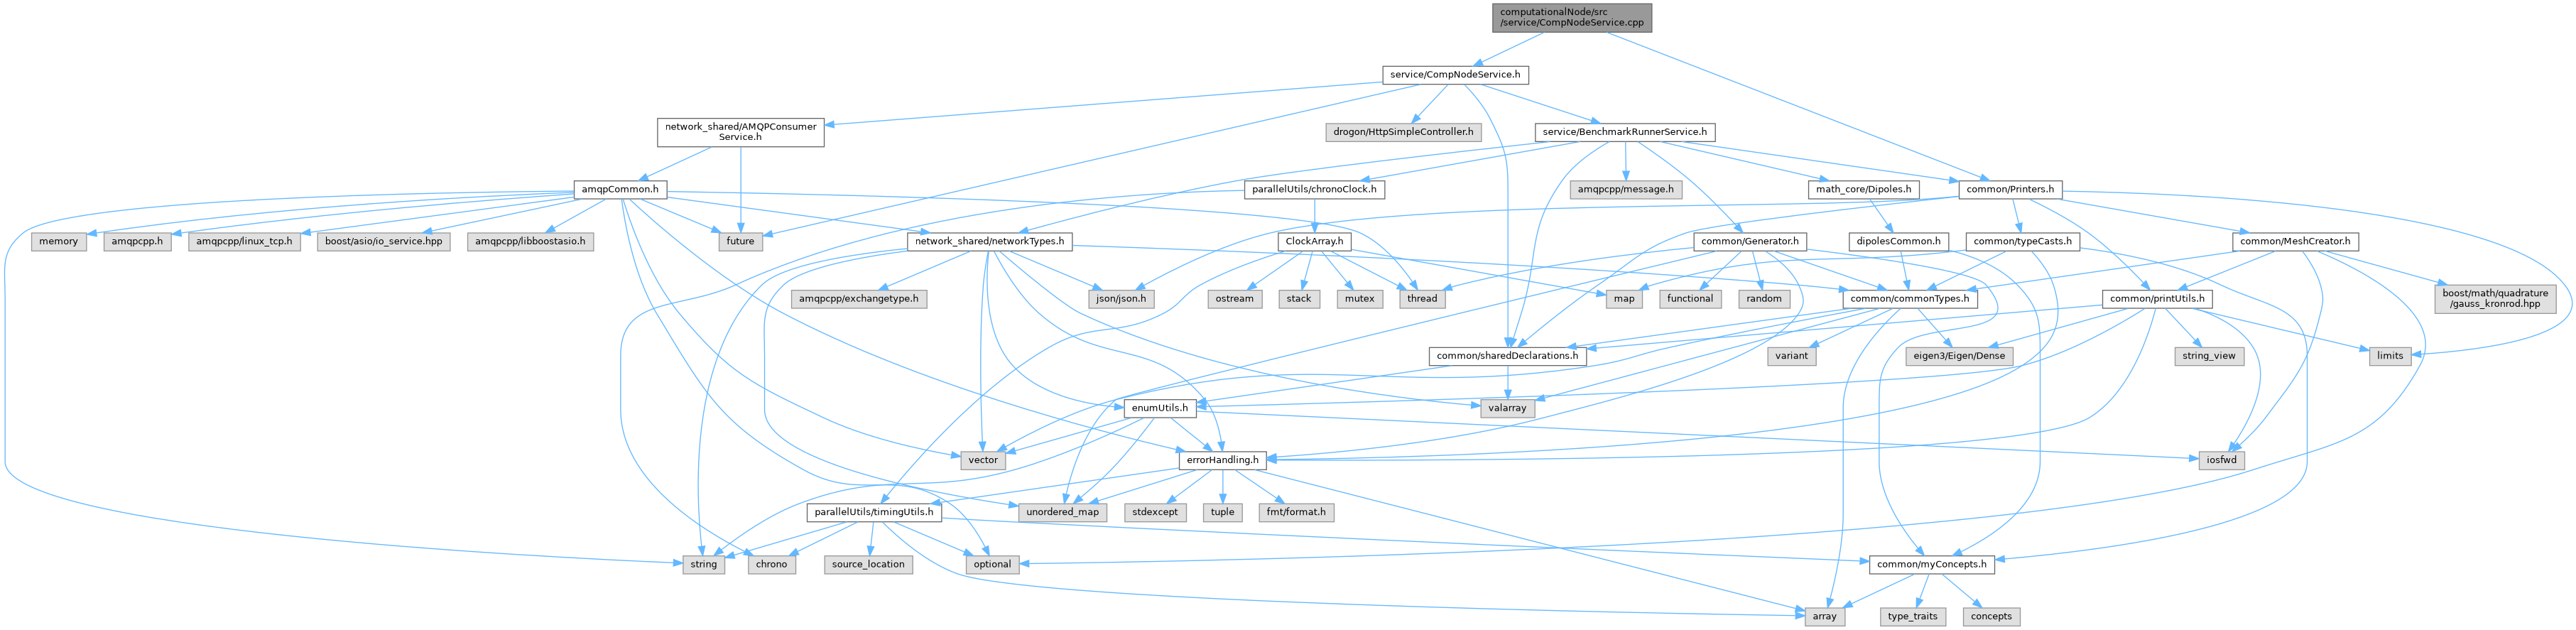 computationalNode/src
/service/CompNodeService.cpp
service/CompNodeService.h
network_shared/AMQPConsumer
Service.h
drogon/HttpSimpleController.h
service/BenchmarkRunnerService.h
amqpCommon.h
parallelUtils/chronoClock.h
amqpcpp/message.h
math_core/Dipoles.h
common/Printers.h
memory
amqpcpp.h
amqpcpp/linux_tcp.h
boost/asio/io_service.hpp
amqpcpp/libboostasio.h
future
network_shared/networkTypes.h
ClockArray.h
common/Generator.h
dipolesCommon.h
common/typeCasts.h
common/MeshCreator.h
amqpcpp/exchangetype.h
json/json.h
ostream
stack
mutex
thread
map
functional
random
common/commonTypes.h
common/printUtils.h
boost/math/quadrature
/gauss_kronrod.hpp
common/sharedDeclarations.h
variant
eigen3/Eigen/Dense
string_view
limits
enumUtils.h
valarray
vector
errorHandling.h
iosfwd
parallelUtils/timingUtils.h
unordered_map
stdexcept
tuple
fmt/format.h
string
chrono
source_location
optional
common/myConcepts.h
array
type_traits
concepts